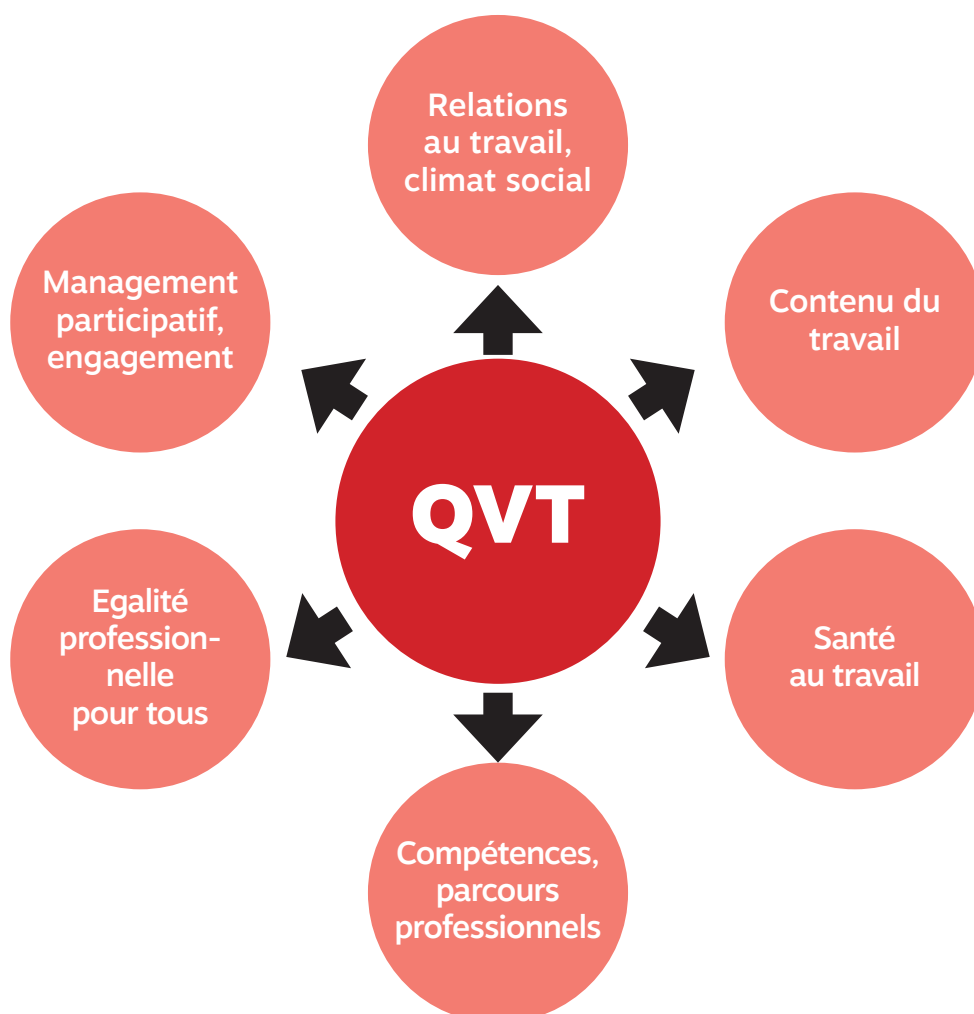 Relations
au travail,
climat social
Management
participatif,
engagement
Contenu du
travail
QVT
Egalité
profession-
nelle
pour tous
Santé
au travail
Compétences,
parcours
professionnels